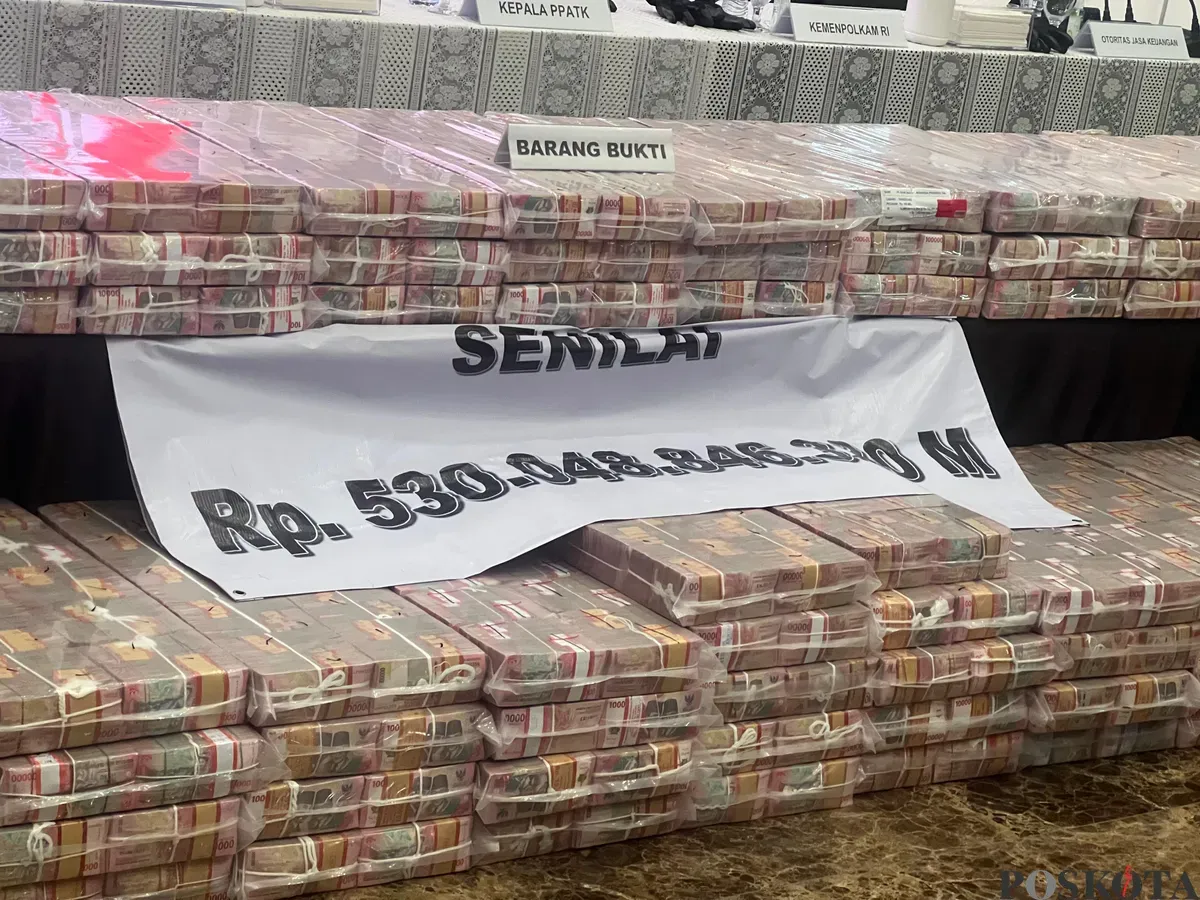 KEPALA PPATK
KEMENPOLKAM RI
OTORITAS JASA KEUANGAN
BARANG BUKTI
SENILAI
Rp. 530.048.846.330 M
POSKOTA